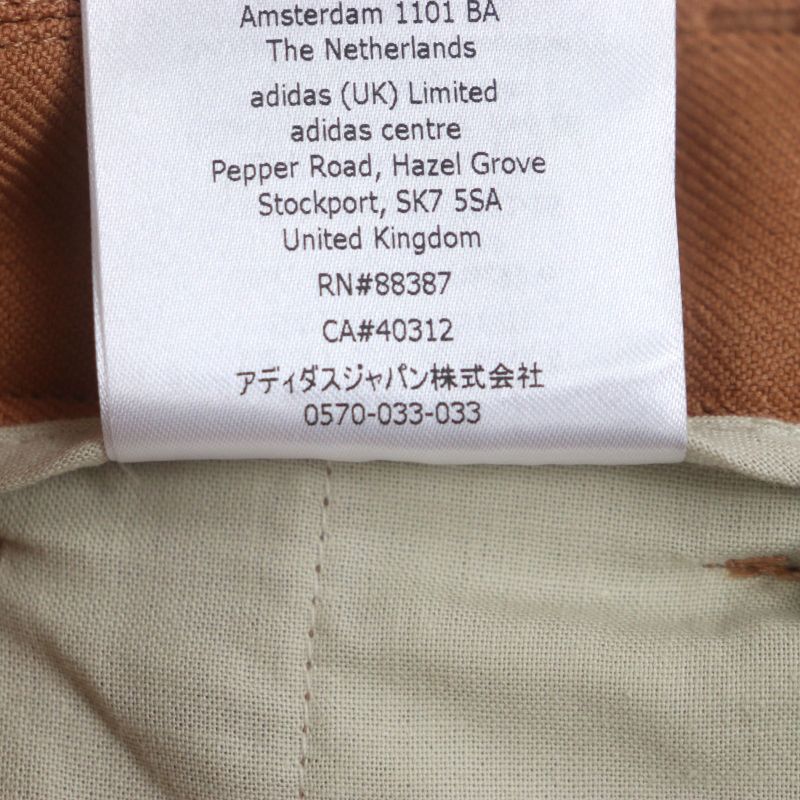 Amsterdam 1101 BA
The Netherlands
adidas (UK) Limited
adidas centre
Pepper Road, Hazel Grove
Stockport, SK7 5SA
United Kingdom
RN#88387
CA#40312
アディダスジャパン株式会社
0570-033-033